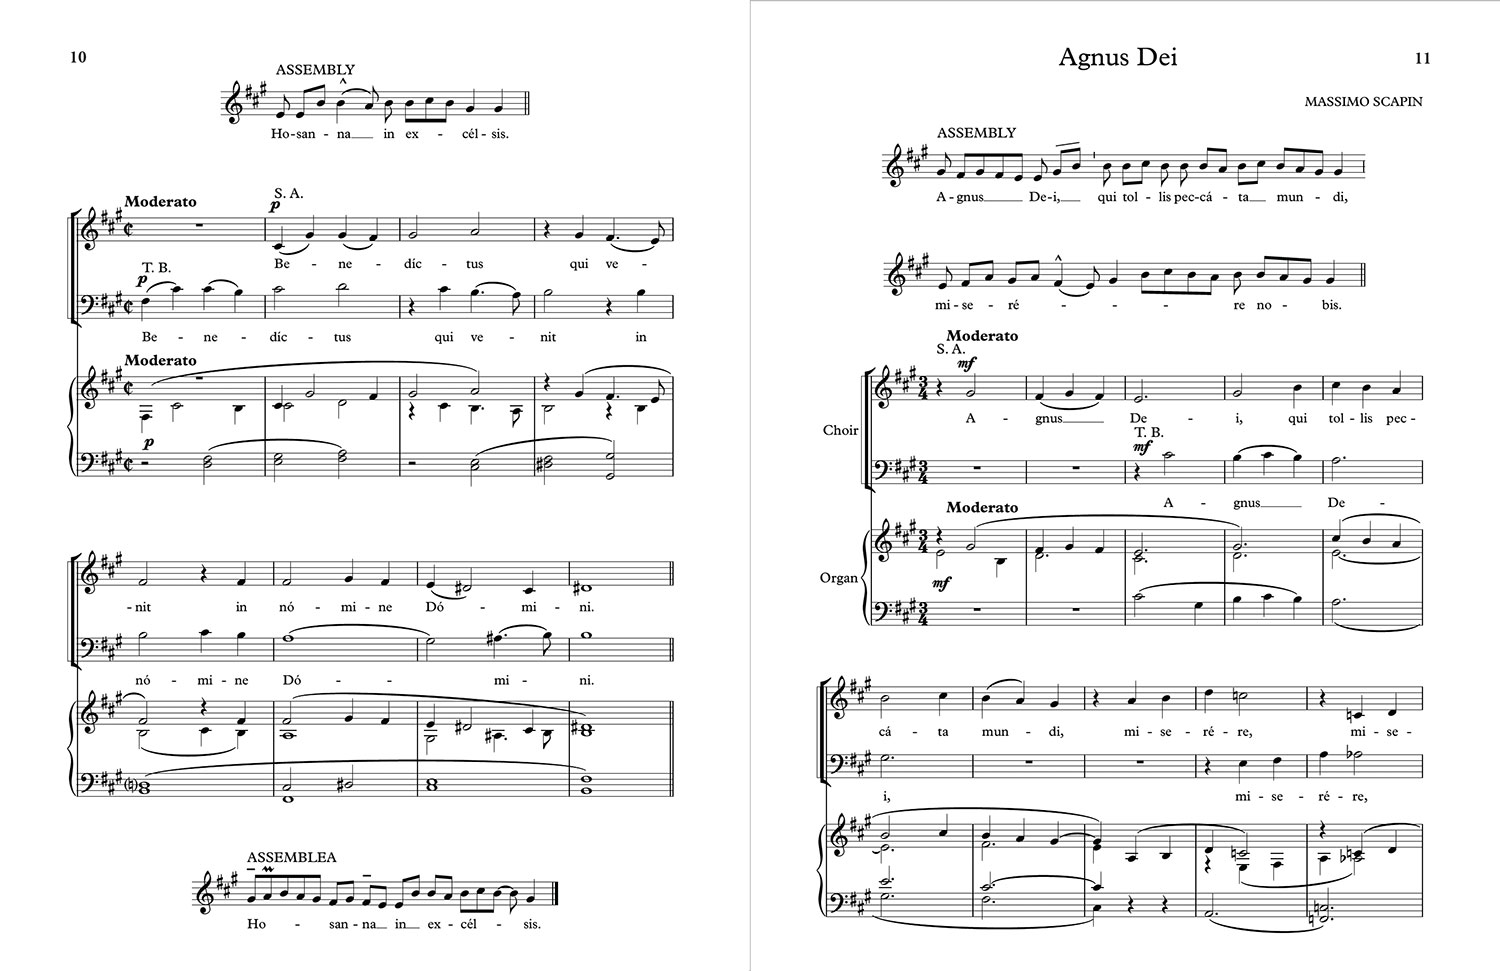 10
ASSEMBLY
Ho-san - na in ex - cél - sis.
Moderato
S. A.
p
Be - ne - dic - tus qui ve -
T. B.
p
Be - ne - díc - tus qui ve - nit in
Moderato
p
-nit in nó - mi - ne Dó - mi - ni.
nó - mi - ne Dó - mi - ni.
ASSEMBLEA
Ho - san - na in ex - cél - sis.
Agnus Dei
11
MASSIMO SCAPIN
ASSEMBLY
A - gnus De - i, qui tol - lis pec-cá - ta mun - di,
mi - se - ré - re no - bis.
Moderato
S. A.
mf
A - gnus De - i, qui tol - lis pec -
Choir
T. B.
mf
A - gnus De -
Moderato
Organ
mf
cá - ta mun - di, mi - se - ré - re, mi - se -
i, mi - se - ré - re,